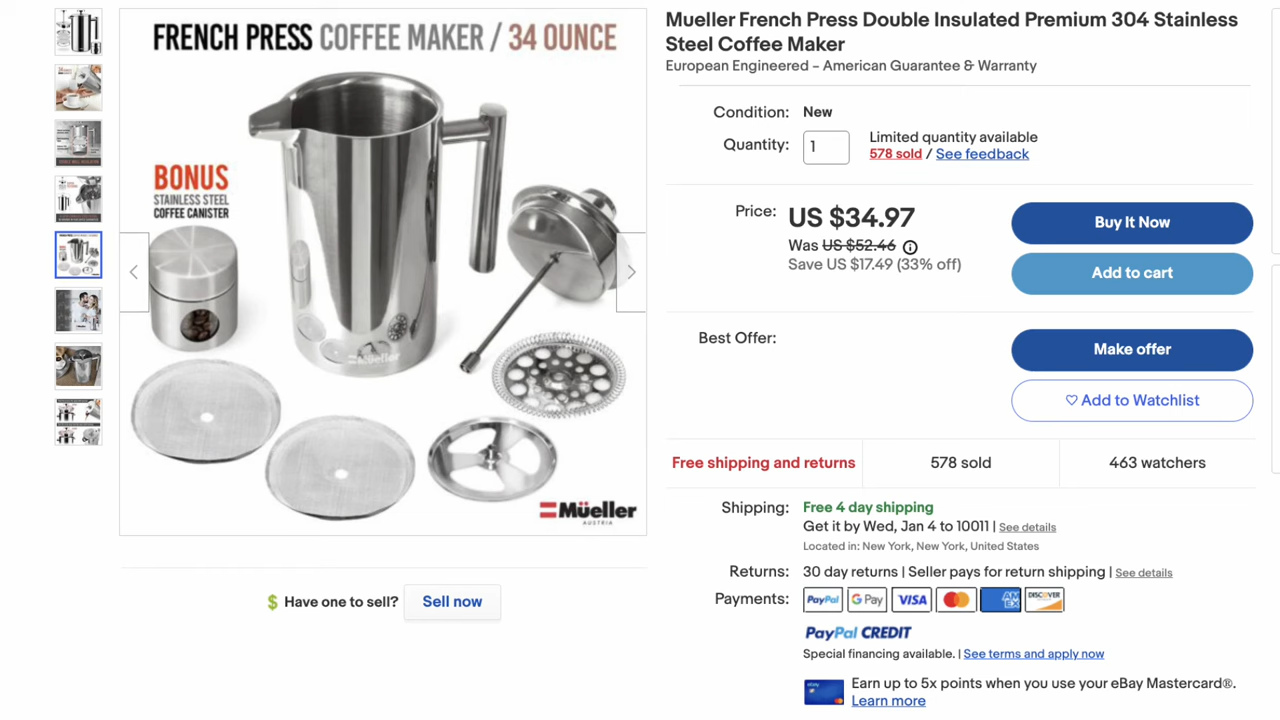 FRENCH PRESS COFFEE MAKER / 34 OUNCE
BONUS
STAINLESS STEEL
COFFEE CANISTER
Mueller
Müeller
AUSTRIA
Have one to sell?
Sell now
Mueller French Press Double Insulated Premium 304 Stainless
Steel Coffee Maker
European Engineered - American Guarantee & Warranty
Condition: New
Quantity: 1
Limited quantity available
578 sold / See feedback
Price: US $34.97
Was US $52.46
Save US $17.49 (33% off)
Buy It Now
Add to cart
Best Offer:
Make offer
Add to Watchlist
Free shipping and returns
578 sold
463 watchers
Shipping: Free 4 day shipping
Get it by Wed, Jan 4 to 10011 | See details
Located in: New York, New York, United States
Returns: 30 day returns | Seller pays for return shipping | See details
Payments: PayPal G Pay VISA AMEX DISCOVER
PayPal CREDIT
Special financing available. | See terms and apply now
ebay
Earn up to 5x points when you use your eBay Mastercard®.
Learn more